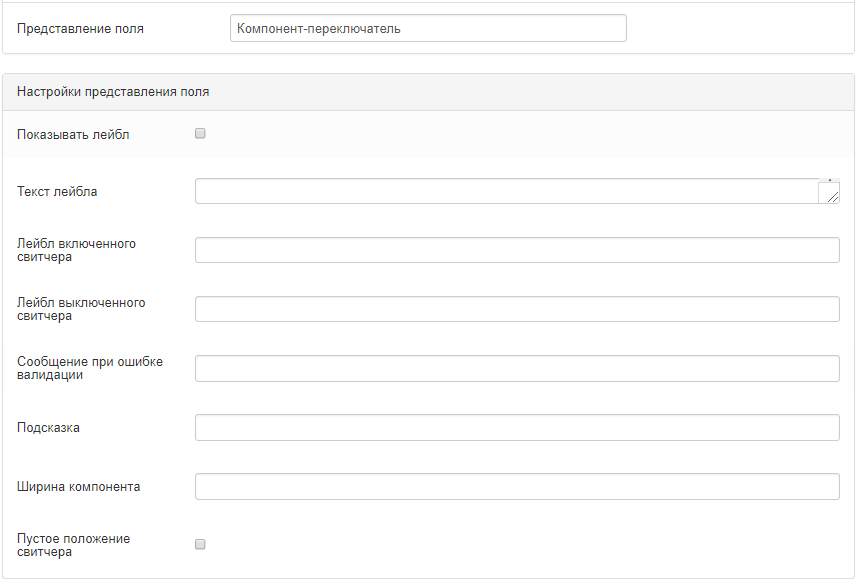 Представление поля
Компонент-переключатель
Настройки представления поля
Показывать лейбл
Текст лейбла
Лейбл включенного
свитчера
Лейбл выключенного
свитчера
Сообщение при ошибке
валидации
Подсказка
Ширина компонента
Пустое положение
свитчера